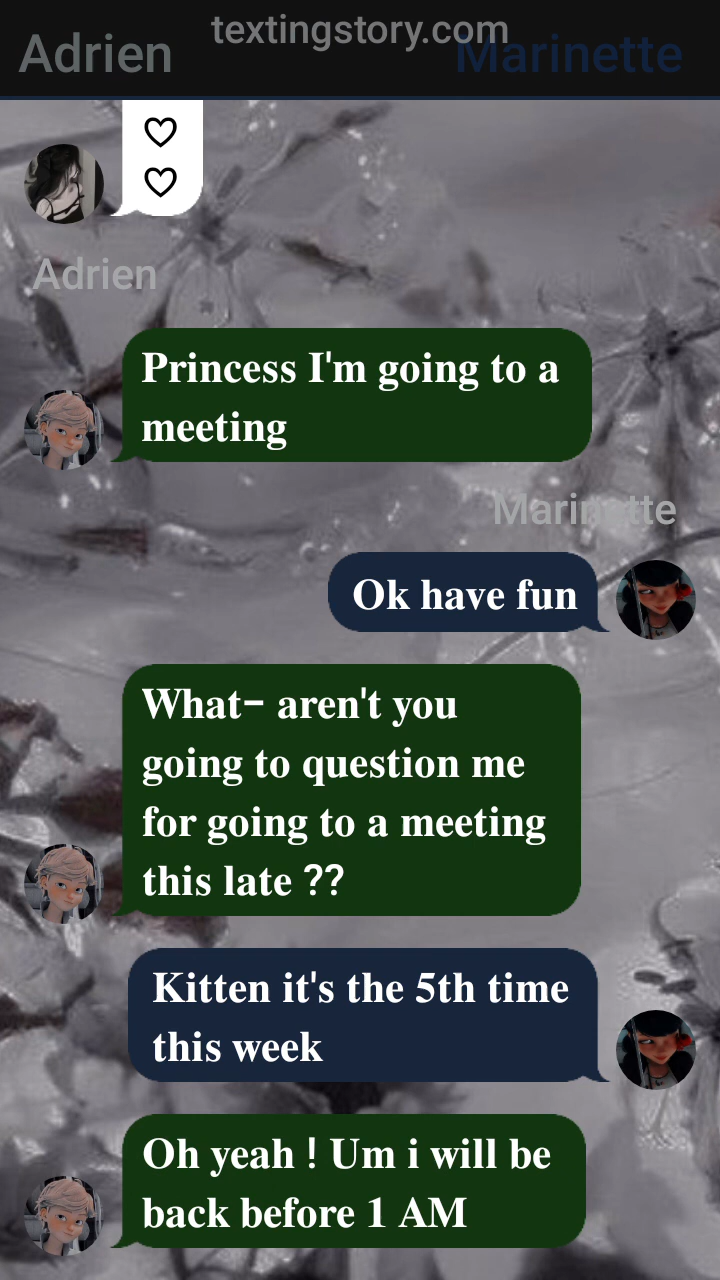 textingstory.com
Adrien Marinette
♡
♡
Adrien
Princess I'm going to a
meeting
Marinette
Ok have fun
What– aren't you
going to question me
for going to a meeting
this late ??
Kitten it's the 5th time
this week
Oh yeah ! Um i will be
back before 1 AM